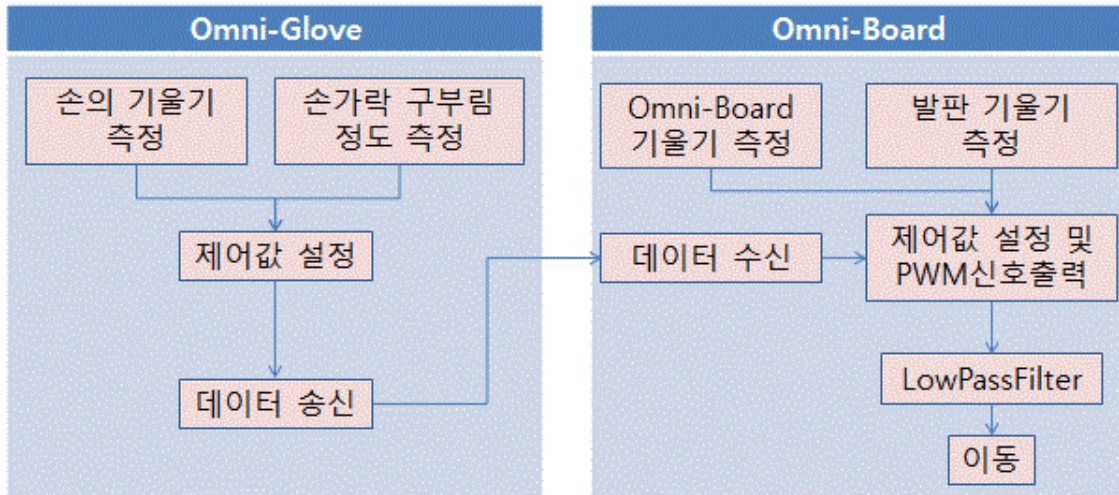 Omni-Glove
손의 기울기
측정
손가락 구부림
정도 측정
제어값 설정
데이터 송신
Omni-Board
Omni-Board
기울기 측정
발판 기울기
측정
데이터 수신
제어값 설정 및
PWM신호출력
LowPassFilter
이동